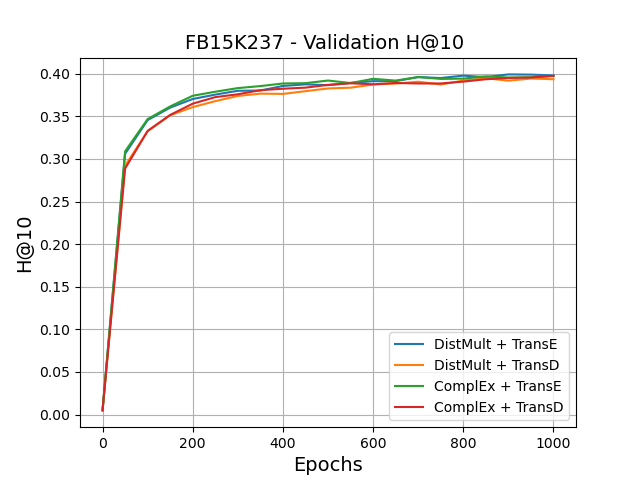 FB15K237 - Validation H@10
H@10
0.40
0.35
0.30
0.25
0.20
0.15
0.10
0.05
0.00
DistMult + TransE
DistMult + TransD
ComplEx + TransE
ComplEx + TransD
0 200 400 600 800 1000
Epochs